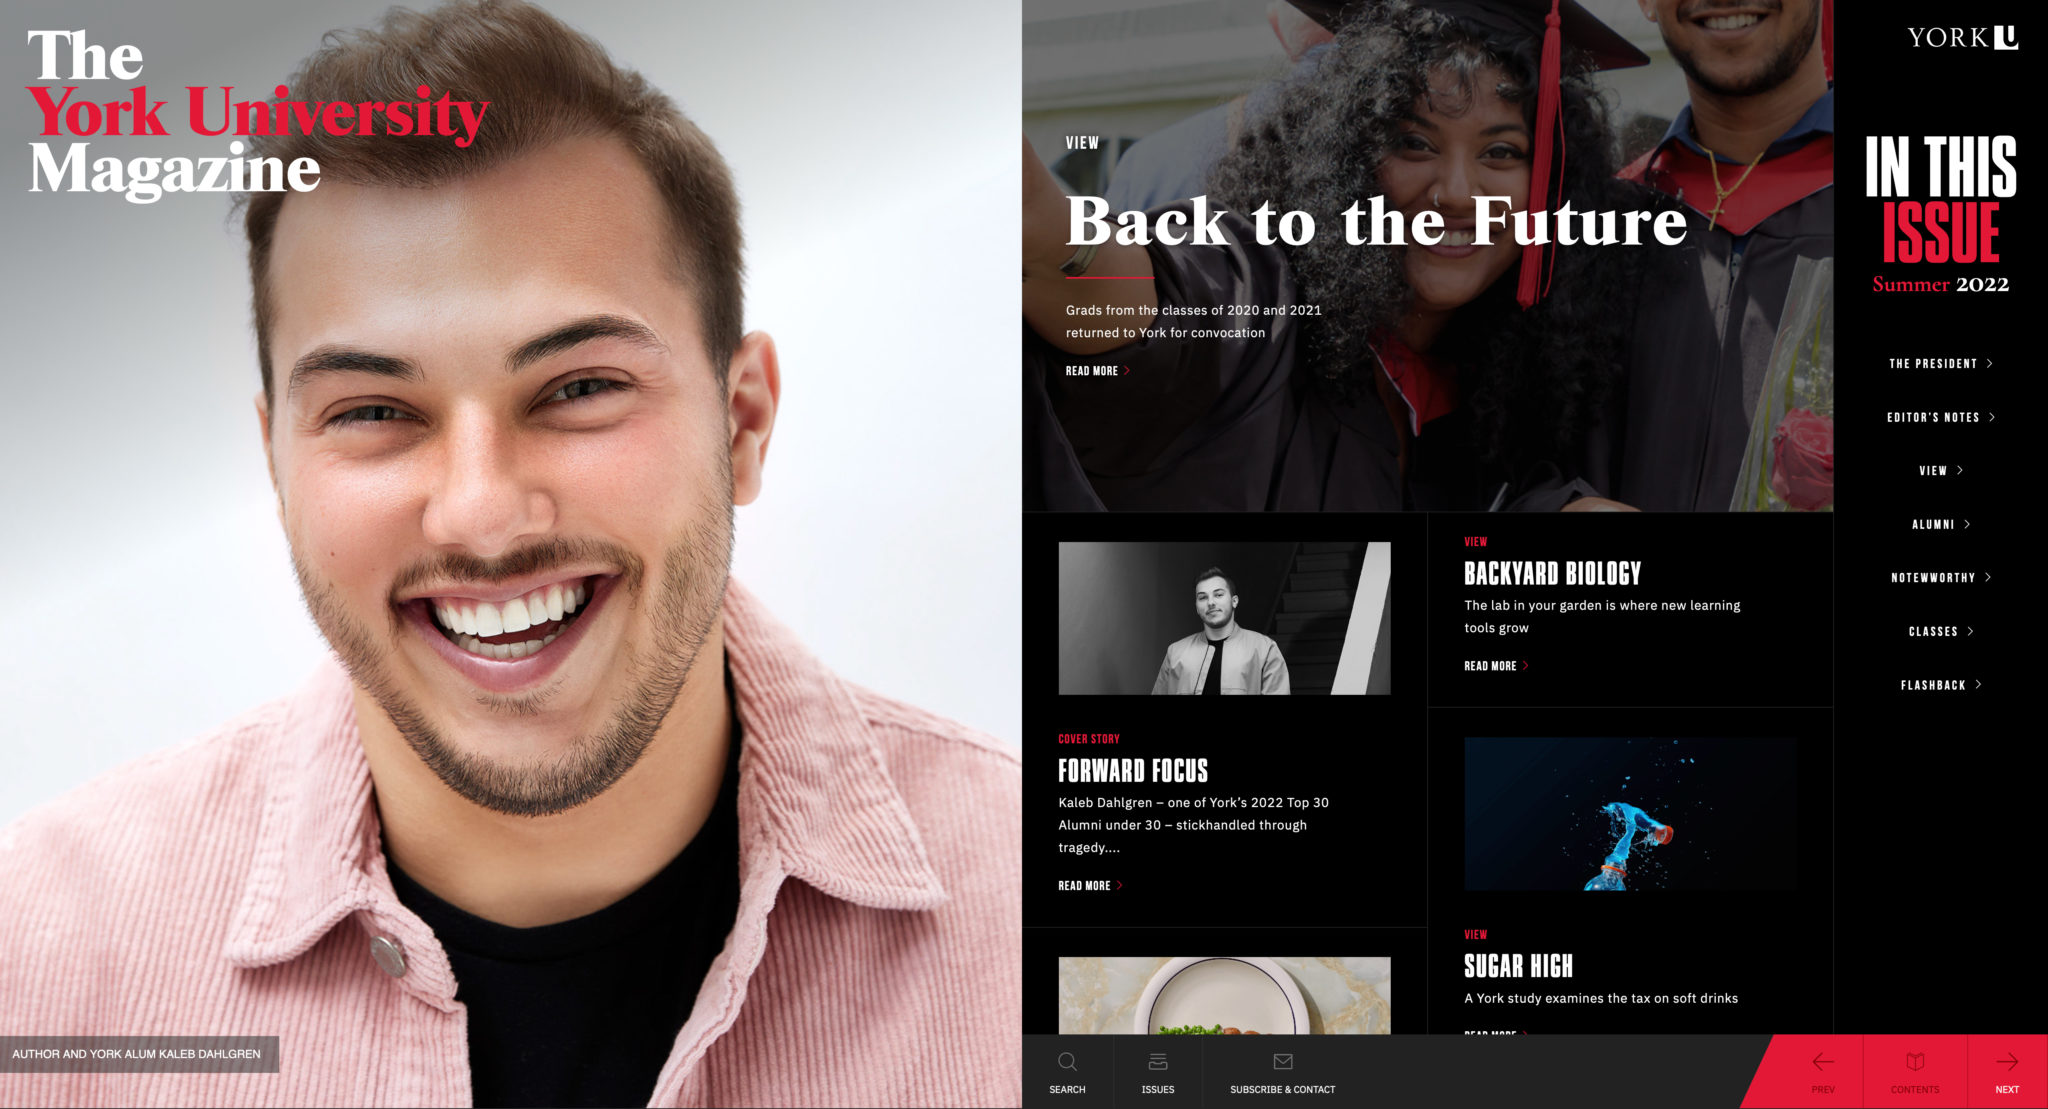 The
York University
Magazine
AUTHOR AND YORK ALUM KALEB DAHLGREN
VIEW
Back to the Future
Grads from the classes of 2020 and 2021
returned to York for convocation
READ MORE
COVER STORY
FORWARD FOCUS
Kaleb Dahlgren – one of York’s 2022 Top 30
Alumni under 30 – stickhandled through
tragedy....
READ MORE
VIEW
BACKYARD BIOLOGY
The lab in your garden is where new learning
tools grow
READ MORE
VIEW
SUGAR HIGH
A York study examines the tax on soft drinks
READ MORE
YORK U
IN THIS
ISSUE
Summer 2022
THE PRESIDENT
EDITOR'S NOTES
VIEW
ALUMNI
NOTEWWORTHY
CLASSES
FLASHBACK
SEARCH
ISSUES
SUBSCRIBE & CONTACT
PREV
CONTENTS
NEXT